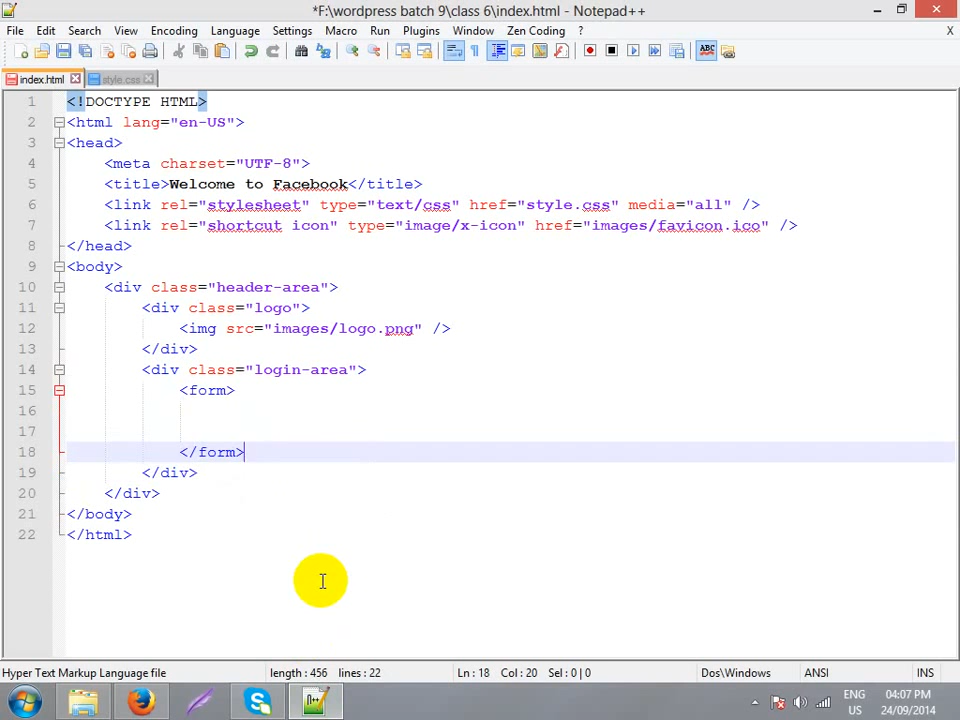 *F:\wordpress batch 9\class 6\index.html - Notepad++
File Edit Search View Encoding Language Settings Macro Run Plugins Window Zen Coding ? X
index.html style.css
1 <!DOCTYPE HTML>
2 <html lang="en-US">
3 <head>
4 <meta charset="UTF-8">
5 <title>Welcome to Facebook</title>
6 <link rel="stylesheet" type="text/css" href="style.css" media="all" />
7 <link rel="shortcut icon" type="image/x-icon" href="images/favicon.ico" />
8 </head>
9 <body>
10 <div class="header-area">
11 <div class="logo">
12 <img src="images/logo.png" />
13 </div>
14 <div class="login-area">
15 <form>
16
17
18 </form>
19 </div>
20 </div>
21 </body>
22 </html>
Hyper Text Markup Language file length : 456 lines : 22 Ln : 18 Col : 20 Sel : 0 | 0 Dos\Windows ANSI INS
ENG 04:07 PM
US 24/09/2014